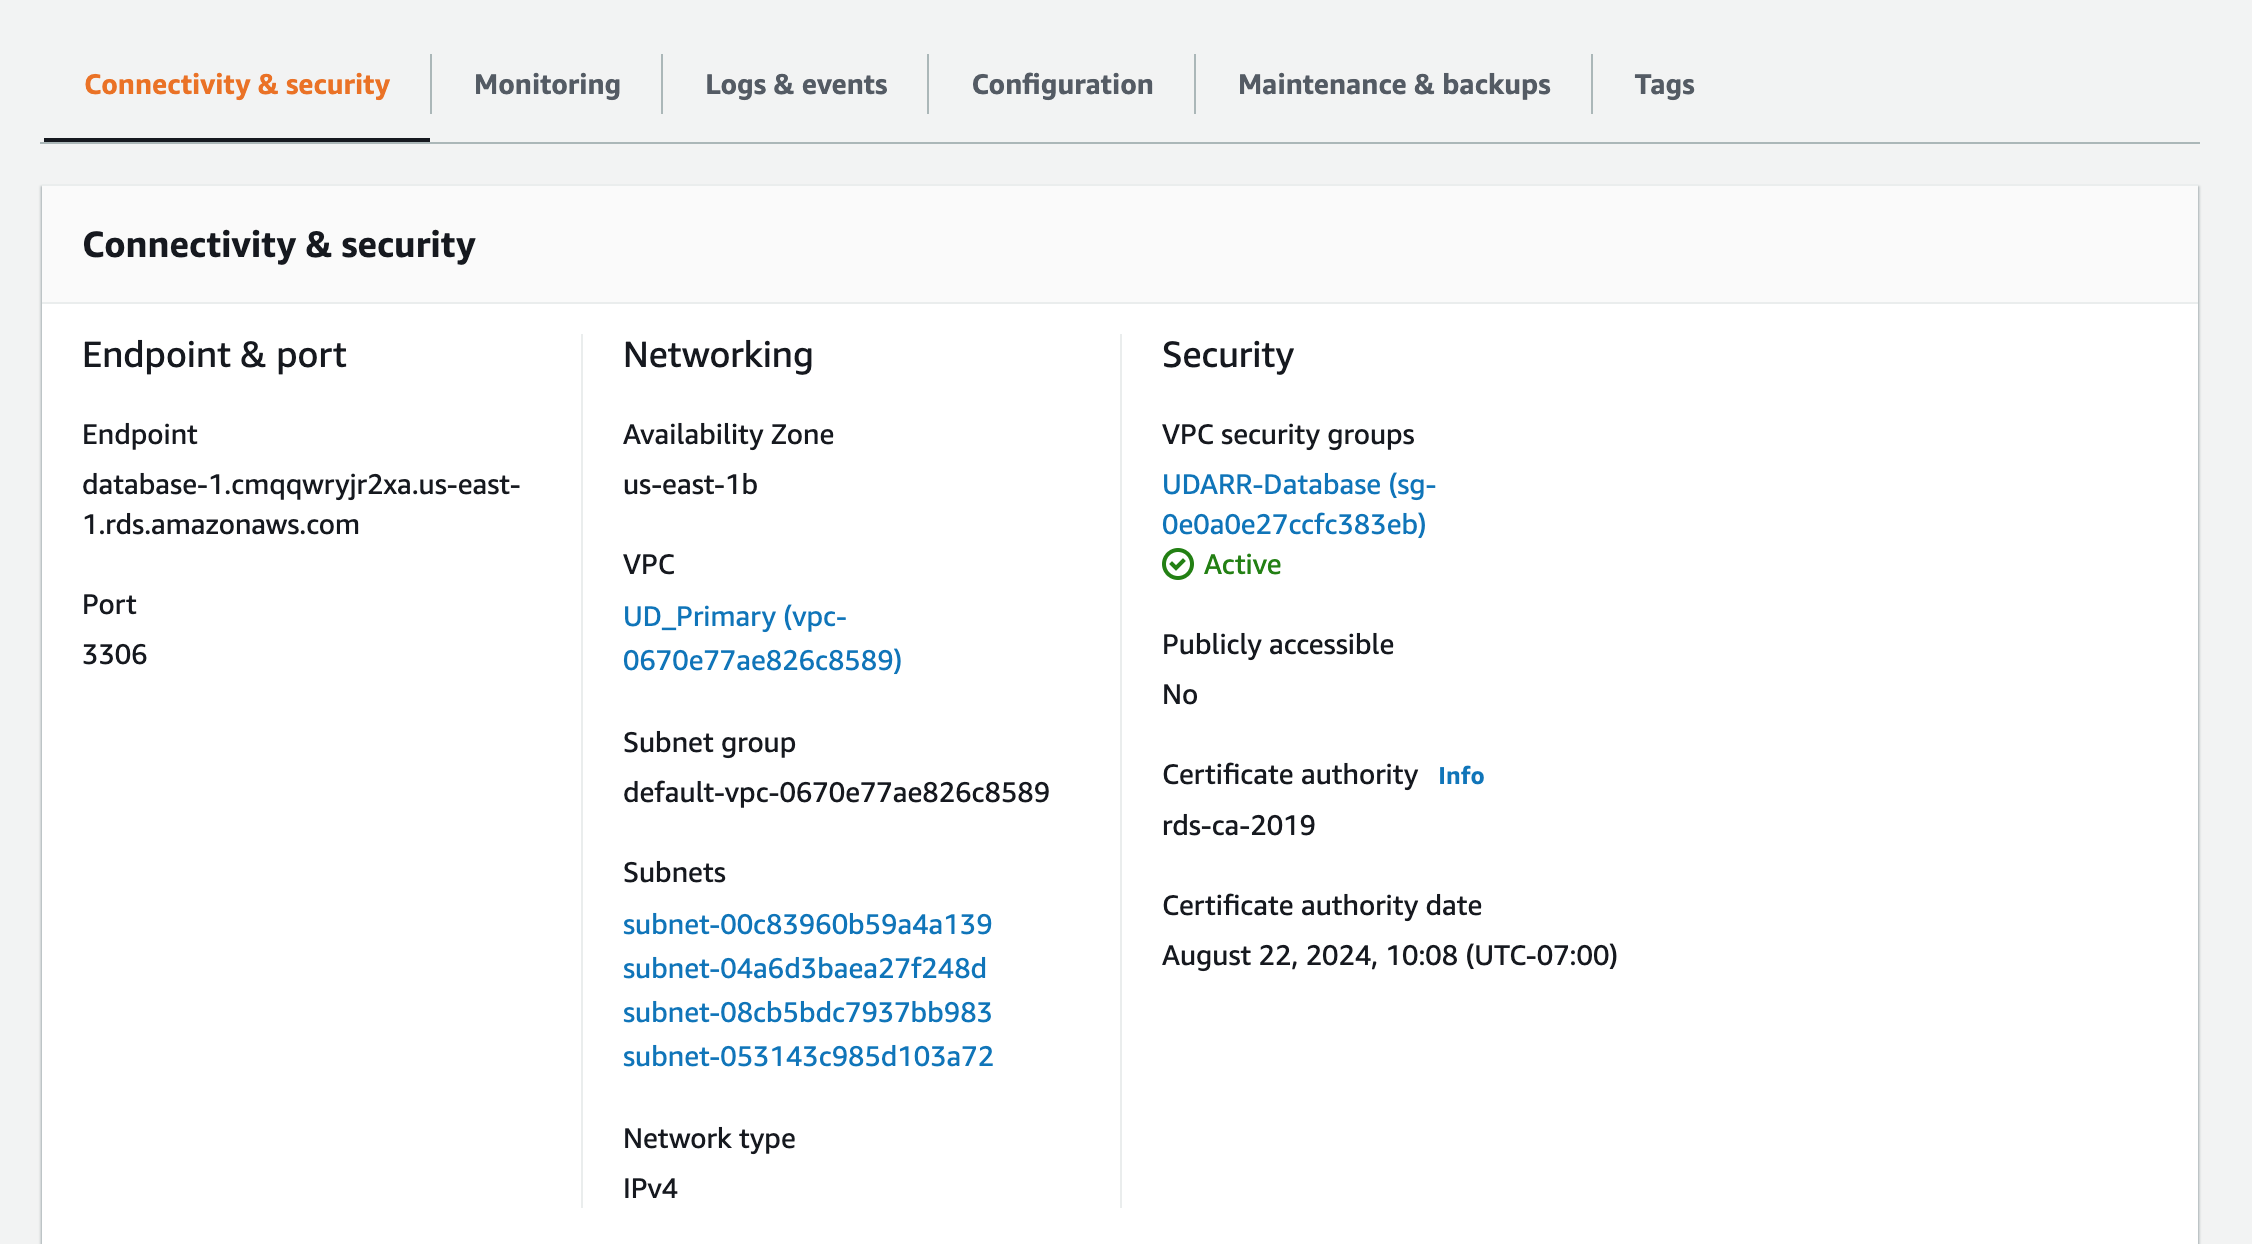 Connectivity & security
Monitoring
Logs & events
Configuration
Maintenance & backups
Tags
Connectivity & security
Endpoint & port
Endpoint
database-1.cmqqwryjr2xa.us-east-
1.rds.amazonaws.com
Port
3306
Networking
Availability Zone
us-east-1b
VPC
UD_Primary (vpc-
0670e77ae826c8589)
Subnet group
default-vpc-0670e77ae826c8589
Subnets
subnet-00c83960b59a4a139
subnet-04a6d3baea27f248d
subnet-08cb5bdc7937bb983
subnet-053143c985d103a72
Network type
IPv4
Security
VPC security groups
UDARR-Database (sg-
0e0a0e27ccfc383eb)
Active
Publicly accessible
No
Certificate authority Info
rds-ca-2019
Certificate authority date
August 22, 2024, 10:08 (UTC-07:00)